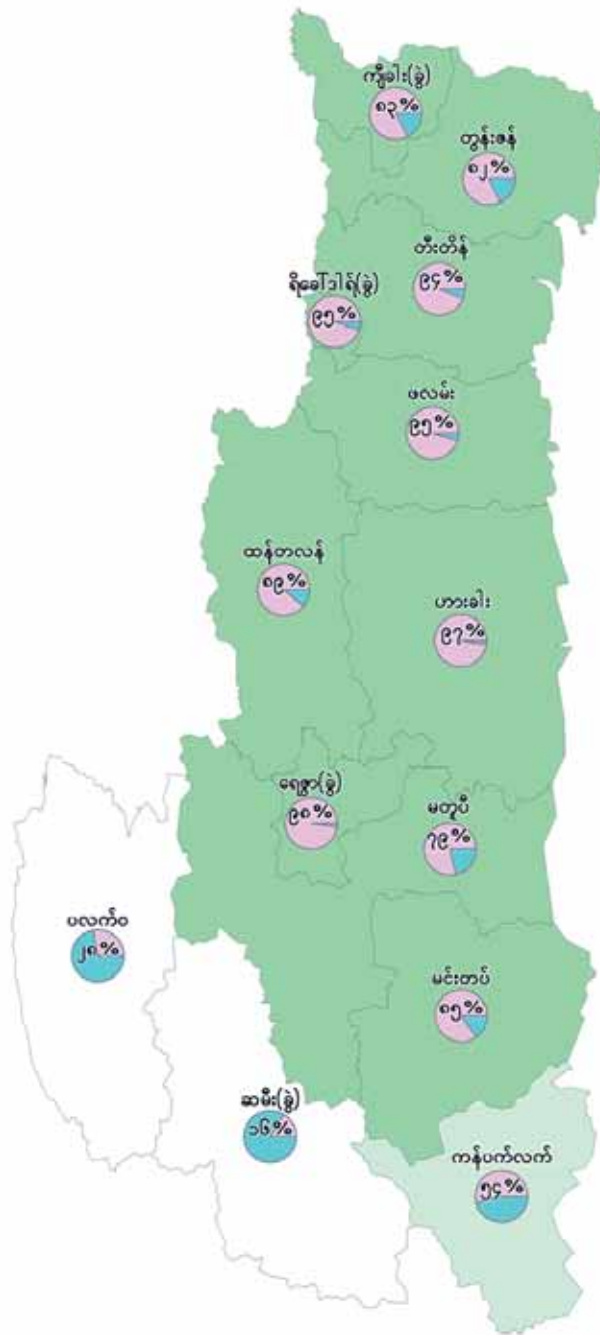 ကျီခါး(ခွဲ)
၈၃%
တွန်းဇန်
၈၂%
တီးတိန်
၉၄%
ရိခေါ်ဒါရ်(ခွဲ)
၉၅%
ဖလမ်း
၉၅%
ထန်တလန်
၈၉%
ဟားခါး
၉၇%
ရေဇွာ(ခွဲ)
၉၈%
မတူပီ
၇၉%
ပလက်ဝ
၂၈%
မင်းတပ်
၈၅%
ဆမီး(ခွဲ)
၁၆%
ကန်ပက်လက်
၅၄%